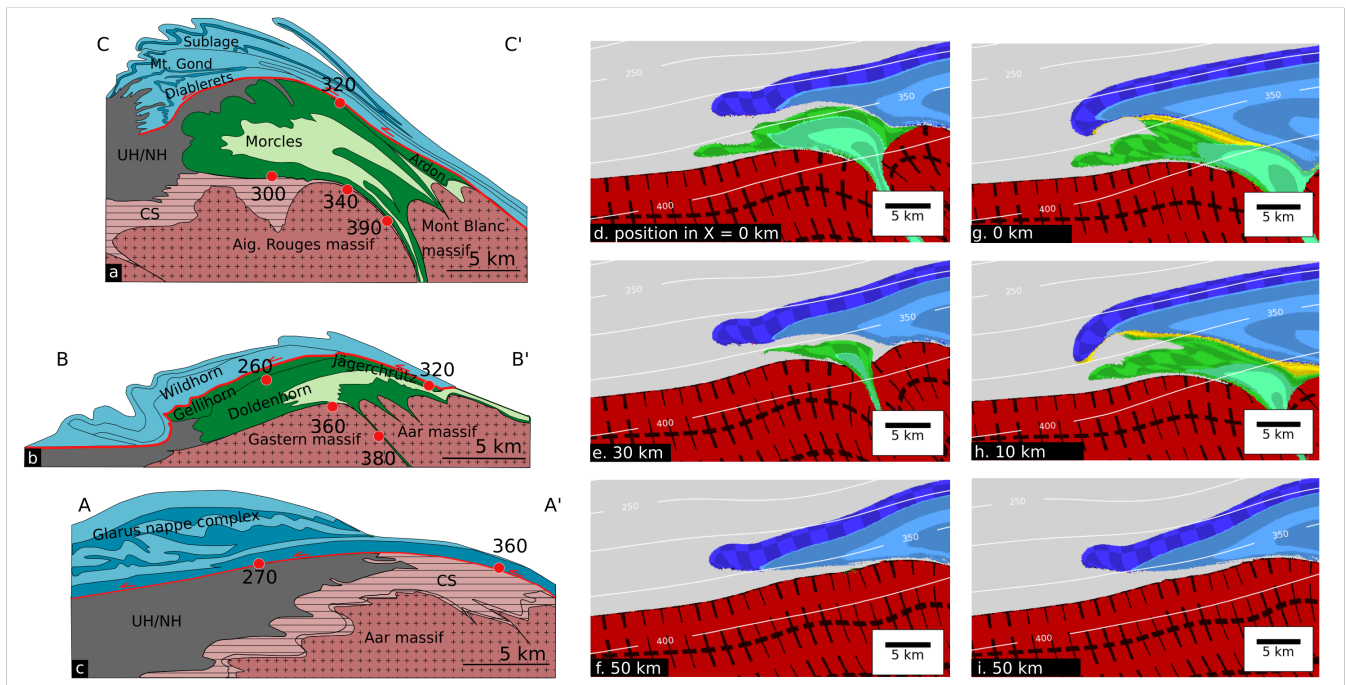 C
C'
Sublage
Mt. Gond
Diablerets
320
UH/NH
Morcles
Ardon
300
340
CS
390
Aig. Rouges massif
Mont Blanc
massif
5 km
a
B
B'
Wildhorn
260
Jägerchrütz
320
Gellihorn
Doldenhorn
360
Gastern massif
Aar massif
380
5 km
b
A
A'
Glarus nappe complex
360
270
CS
UH/NH
Aar massif
5 km
c
250
350
400
5 km
d. position in X = 0 km
250
350
400
5 km
g. 0 km
250
350
400
5 km
e. 30 km
250
350
400
5 km
h. 10 km
250
350
400
5 km
f. 50 km
250
350
400
5 km
i. 50 km